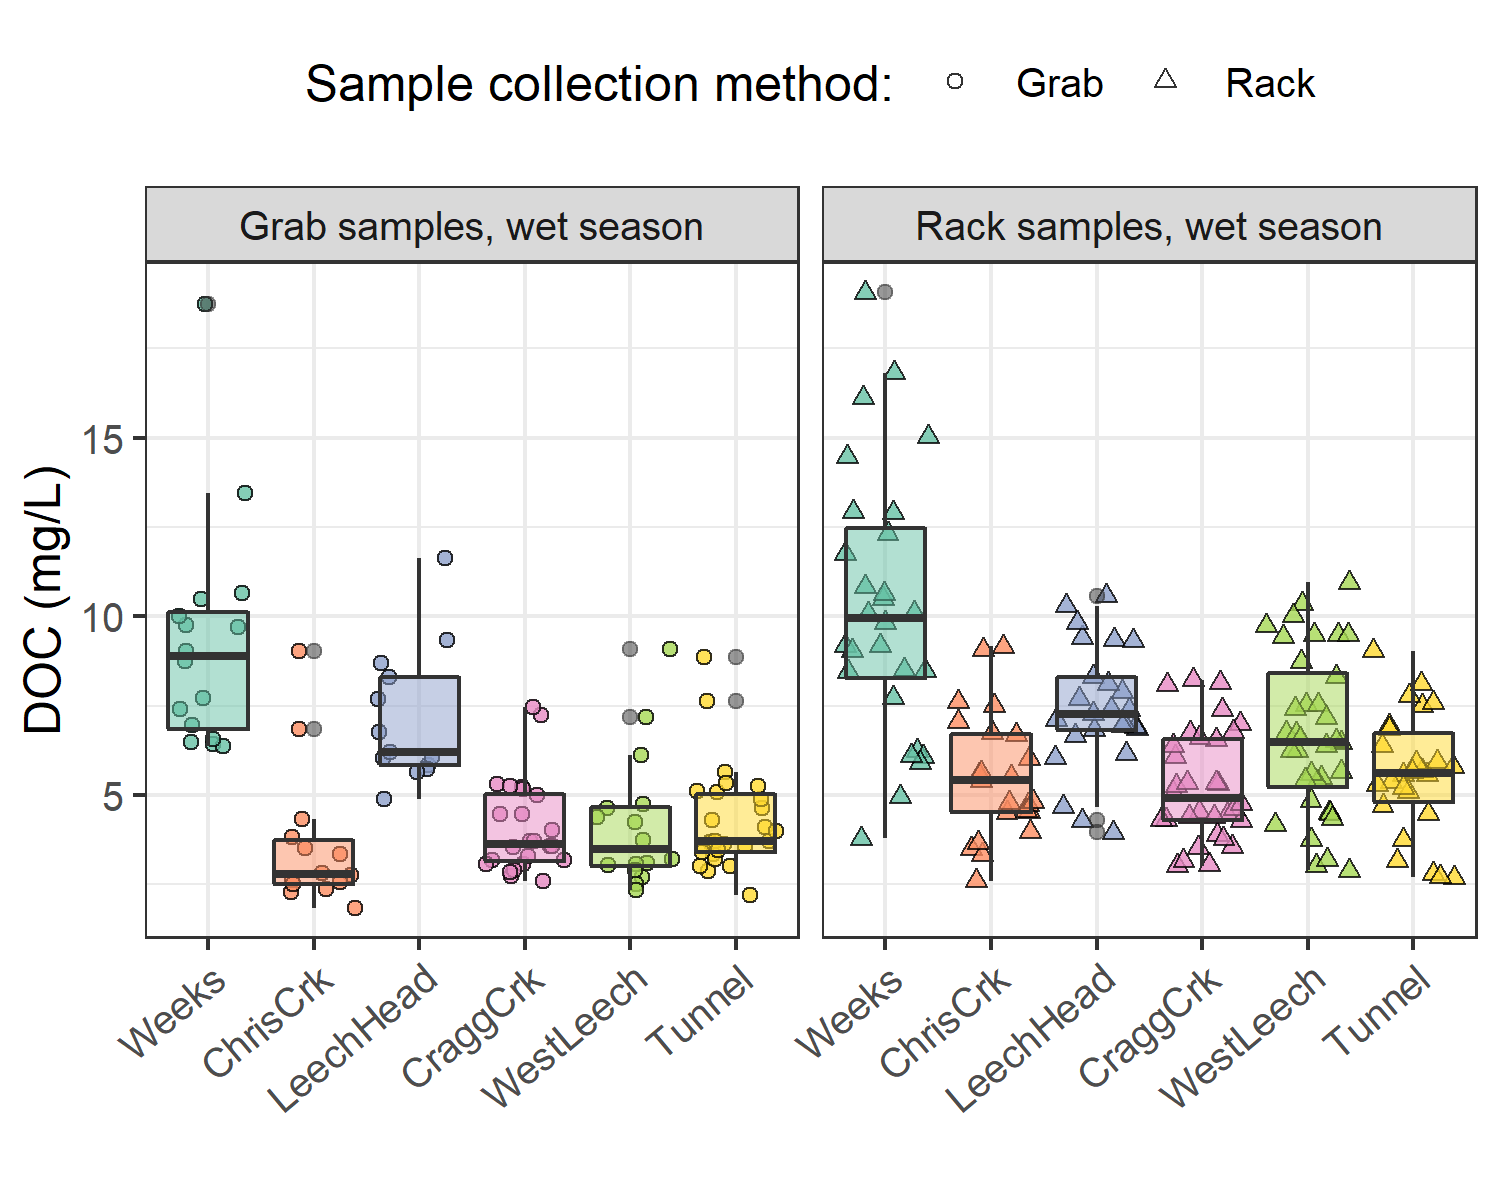 Sample collection method: Grab Rack
Grab samples, wet season
Rack samples, wet season
DOC (mg/L)
15
10
5
Weeks
ChrisCrk
LeechHead
CraggCrk
WestLeech
Tunnel
Weeks
ChrisCrk
LeechHead
CraggCrk
WestLeech
Tunnel